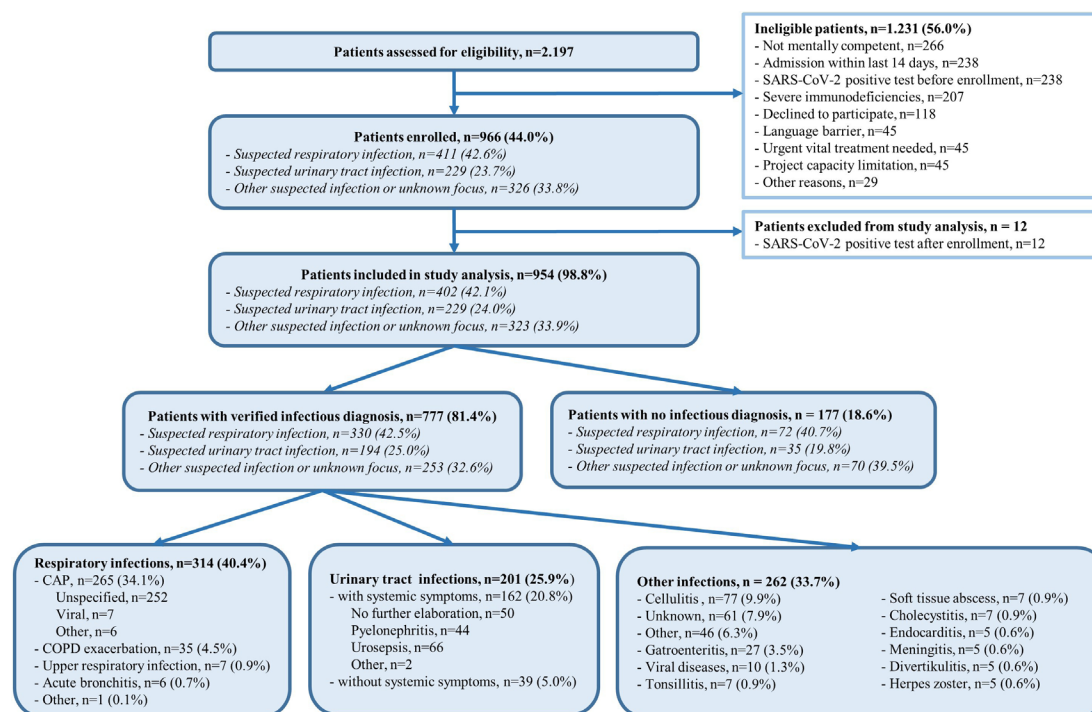 Patients assessed for eligibility, n=2.197
Ineligible patients, n=1.231 (56.0%)
- Not mentally competent, n=266
- Admission within last 14 days, n=238
- SARS-CoV-2 positive test before enrollment, n=238
- Severe immunodeficiencies, n=207
- Declined to participate, n=118
- Language barrier, n=45
- Urgent vital treatment needed, n=45
- Project capacity limitation, n=45
- Other reasons, n=29
Patients enrolled, n=966 (44.0%)
- Suspected respiratory infection, n=411 (42.6%)
- Suspected urinary tract infection, n=229 (23.7%)
- Other suspected infection or unknown focus, n=326 (33.8%)
Patients excluded from study analysis, n = 12
- SARS-CoV-2 positive test after enrollment, n=12
Patients included in study analysis, n=954 (98.8%)
- Suspected respiratory infection, n=402 (42.1%)
- Suspected urinary tract infection, n=229 (24.0%)
- Other suspected infection or unknown focus, n=323 (33.9%)
Patients with verified infectious diagnosis, n=777 (81.4%)
- Suspected respiratory infection, n=330 (42.5%)
- Suspected urinary tract infection, n=194 (25.0%)
- Other suspected infection or unknown focus, n=253 (32.6%)
Patients with no infectious diagnosis, n = 177 (18.6%)
- Suspected respiratory infection, n=72 (40.7%)
- Suspected urinary tract infection, n=35 (19.8%)
- Other suspected infection or unknown focus, n=70 (39.5%)
Respiratory infections, n=314 (40.4%)
- CAP, n=265 (34.1%)
Unspecified, n=252
Viral, n=7
Other, n=6
- COPD exacerbation, n=35 (4.5%)
- Upper respiratory infection, n=7 (0.9%)
- Acute bronchitis, n=6 (0.7%)
- Other, n=1 (0.1%)
Urinary tract infections, n=201 (25.9%)
- with systemic symptoms, n=162 (20.8%)
No further elaboration, n=50
Pyelonephritis, n=44
Urosepsis, n=66
Other, n=2
- without systemic symptoms, n=39 (5.0%)
Other infections, n = 262 (33.7%)
- Cellulitis , n=77 (9.9%)
- Unknown, n=61 (7.9%)
- Other, n=46 (6.3%)
- Gatroenteritis, n=27 (3.5%)
- Viral diseases, n=10 (1.3%)
- Tonsillitis, n=7 (0.9%)
- Soft tissue abscess, n=7 (0.9%)
- Cholecystitis, n=7 (0.9%)
- Endocarditis, n=5 (0.6%)
- Meningitis, n=5 (0.6%)
- Divertikulitis, n=5 (0.6%)
- Herpes zoster, n=5 (0.6%)